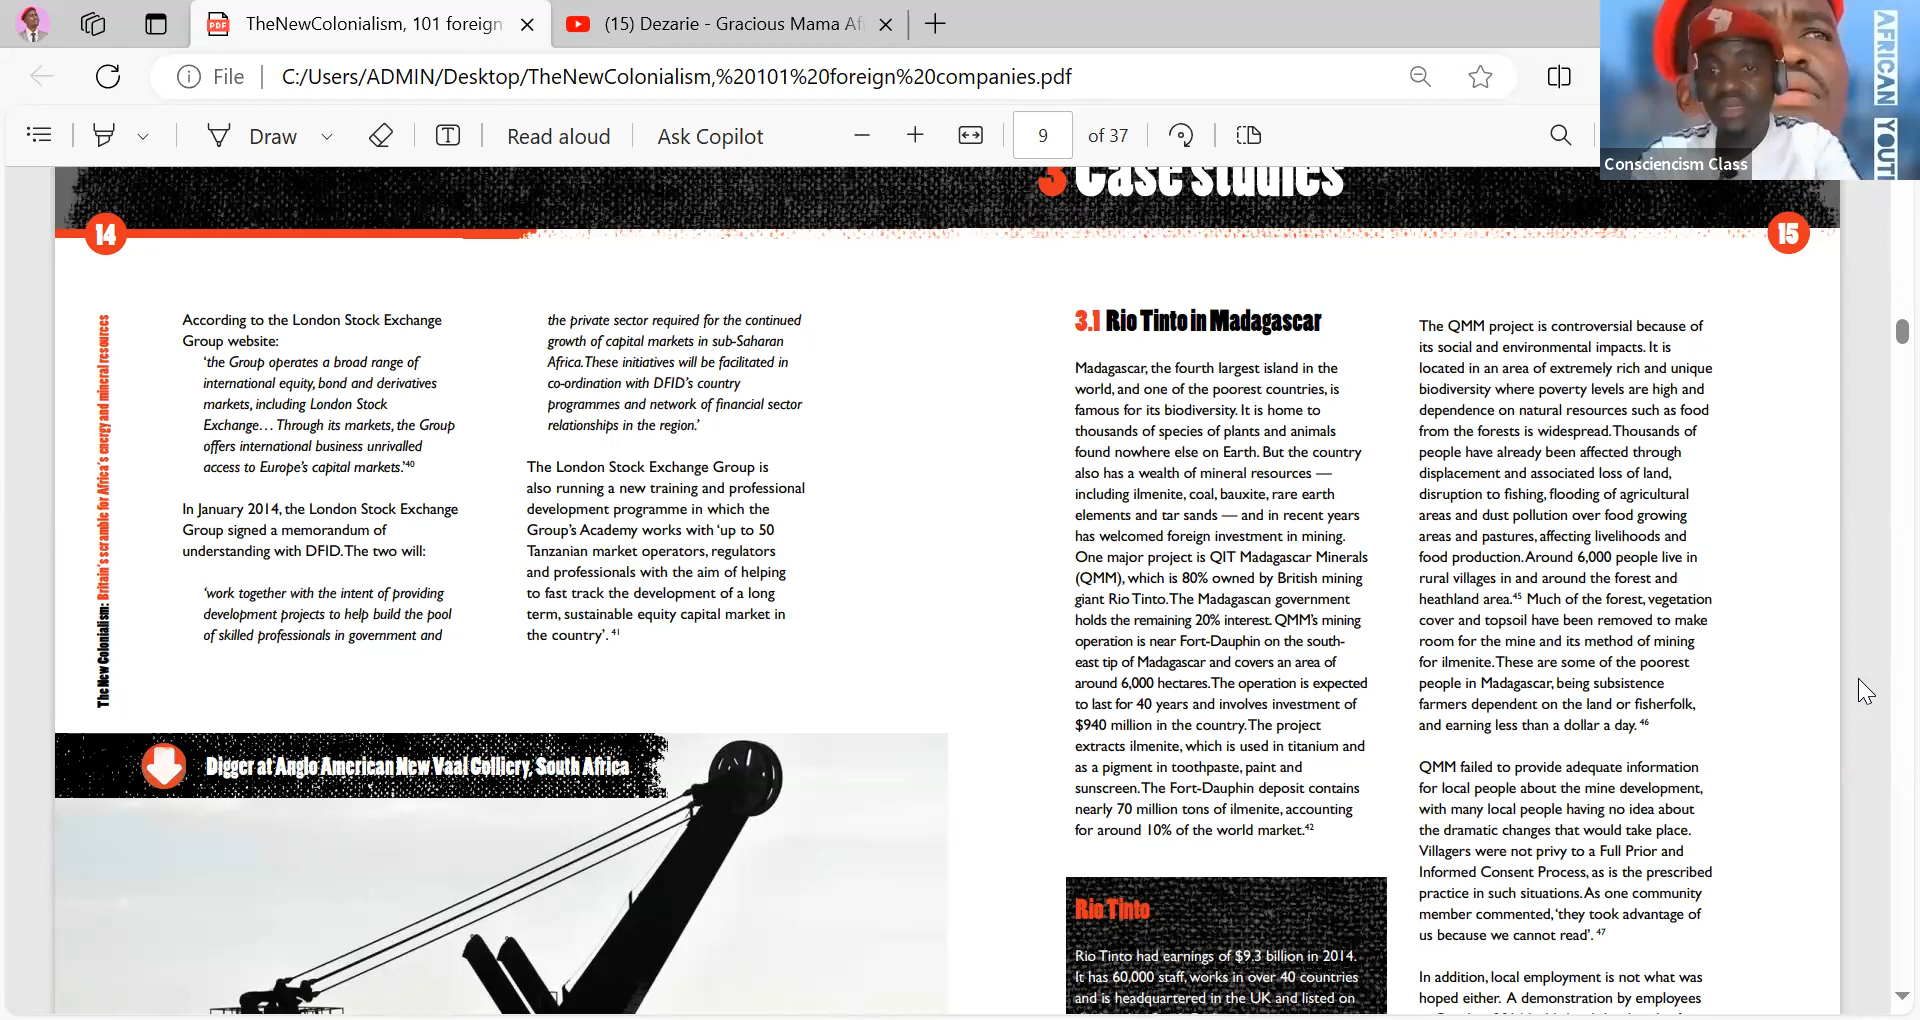 TheNewColonialism, 101 foreign
(15) Dezarie - Gracious Mama Af
File
C:/Users/ADMIN/Desktop/TheNewColonialism,%20101%20foreign%20companies.pdf
Draw
Read aloud
Ask Copilot
9
of 37
AFRICAN YOUT
Consciencism Class
3 Case studies
14
15
The New Colonialism: Britain's scramble for Africa's energy and mineral resources
According to the London Stock Exchange
Group website:
‘the Group operates a broad range of
international equity, bond and derivatives
markets, including London Stock
Exchange… Through its markets, the Group
offers international business unrivalled
access to Europe’s capital markets.’40
In January 2014, the London Stock Exchange
Group signed a memorandum of
understanding with DFID. The two will:
‘work together with the intent of providing
development projects to help build the pool
of skilled professionals in government and
the private sector required for the continued
growth of capital markets in sub-Saharan
Africa. These initiatives will be facilitated in
co-ordination with DFID’s country
programmes and network of financial sector
relationships in the region.’
The London Stock Exchange Group is
also running a new training and professional
development programme in which the
Group’s Academy works with ‘up to 50
Tanzanian market operators, regulators
and professionals with the aim of helping
to fast track the development of a long
term, sustainable equity capital market in
the country’. 41
Digger at Anglo American New Vaal Colliery, South Africa
3.1 Rio Tinto in Madagascar
Madagascar, the fourth largest island in the
world, and one of the poorest countries, is
famous for its biodiversity. It is home to
thousands of species of plants and animals
found nowhere else on Earth. But the country
also has a wealth of mineral resources —
including ilmenite, coal, bauxite, rare earth
elements and tar sands — and in recent years
has welcomed foreign investment in mining.
One major project is QIT Madagascar Minerals
(QMM), which is 80% owned by British mining
giant Rio Tinto. The Madagascan government
holds the remaining 20% interest. QMM’s mining
operation is near Fort-Dauphin on the south-
east tip of Madagascar and covers an area of
around 6,000 hectares. The operation is expected
to last for 40 years and involves investment of
$940 million in the country. The project
extracts ilmenite, which is used in titanium and
as a pigment in toothpaste, paint and
sunscreen. The Fort-Dauphin deposit contains
nearly 70 million tons of ilmenite, accounting
for around 10% of the world market.42
Rio Tinto
Rio Tinto had earnings of $9.3 billion in 2014.
It has 60,000 staff, works in over 40 countries
and is headquartered in the UK and listed on
The QMM project is controversial because of
its social and environmental impacts. It is
located in an area of extremely rich and unique
biodiversity where poverty levels are high and
dependence on natural resources such as food
from the forests is widespread. Thousands of
people have already been affected through
displacement and associated loss of land,
disruption to fishing, flooding of agricultural
areas and dust pollution over food growing
areas and pastures, affecting livelihoods and
food production. Around 6,000 people live in
rural villages in and around the forest and
heathland area.45 Much of the forest, vegetation
cover and topsoil have been removed to make
room for the mine and its method of mining
for ilmenite. These are some of the poorest
people in Madagascar, being subsistence
farmers dependent on the land or fisherfolk,
and earning less than a dollar a day. 46
QMM failed to provide adequate information
for local people about the mine development,
with many local people having no idea about
the dramatic changes that would take place.
Villagers were not privy to a Full Prior and
Informed Consent Process, as is the prescribed
practice in such situations. As one community
member commented, ‘they took advantage of
us because we cannot read’. 47
In addition, local employment is not what was
hoped either. A demonstration by employees